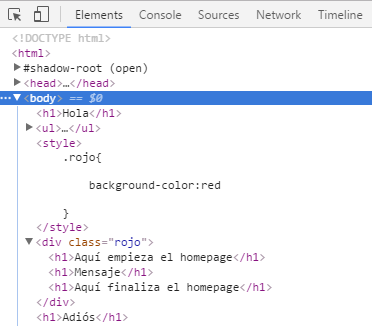 Elements Console Sources Network Timeline
<!DOCTYPE html>
<html>
#shadow-root (open)
<head>…</head>
<body> == $0
<h1>Hola</h1>
<ul>…</ul>
<style>
.rojo{
background-color:red
}
</style>
<div class="rojo">
<h1>Aquí empieza el homepage</h1>
<h1>Mensaje</h1>
<h1>Aquí finaliza el homepage</h1>
</div>
<h1>Adiós</h1>